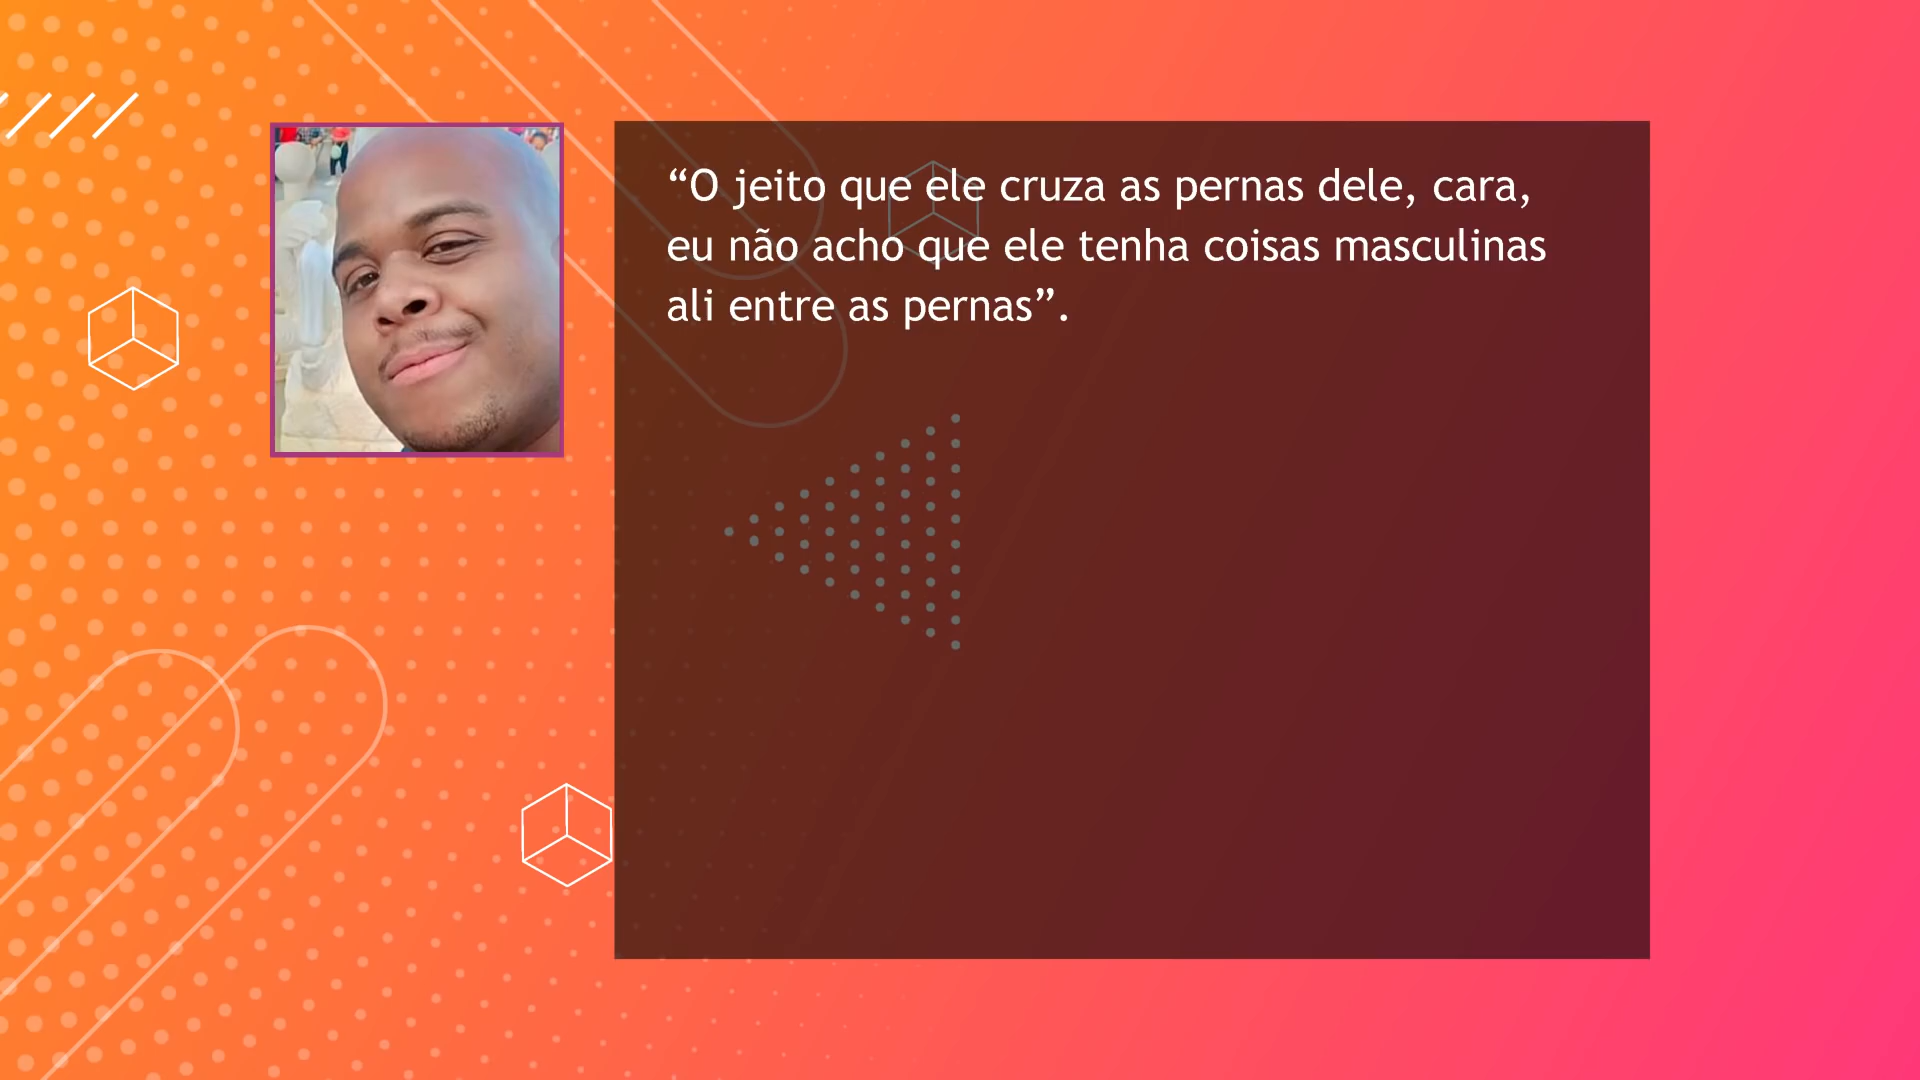 “O jeito que ele cruza as pernas dele, cara,
eu não acho que ele tenha coisas masculinas
ali entre as pernas”.